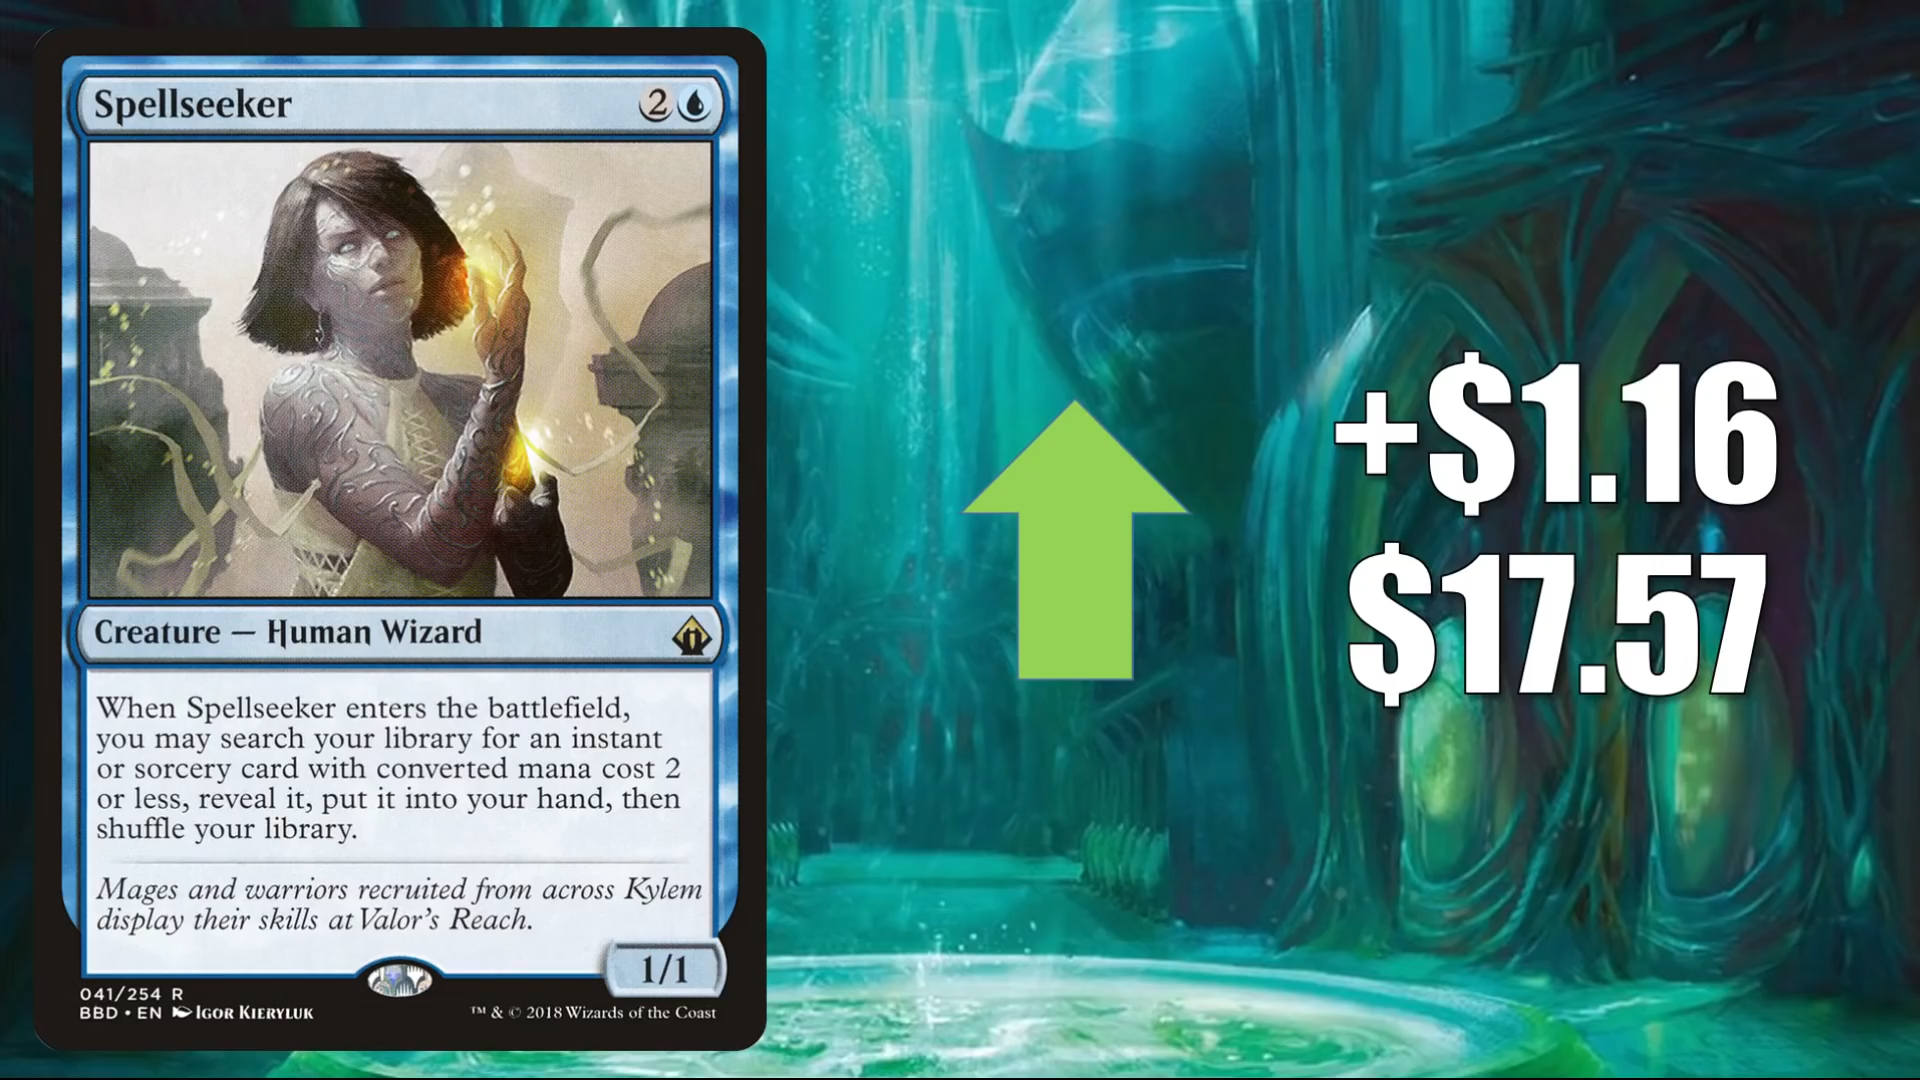 Spellseeker
2
Creature — Human Wizard
When Spellseeker enters the battlefield,
you may search your library for an instant
or sorcery card with converted mana cost 2
or less, reveal it, put it into your hand, then
shuffle your library.
Mages and warriors recruited from across Kylem
display their skills at Valor's Reach.
1/1
041/254 R
BBD • EN Igor Kieryluk
™ & © 2018 Wizards of the Coast
+$1.16
$17.57